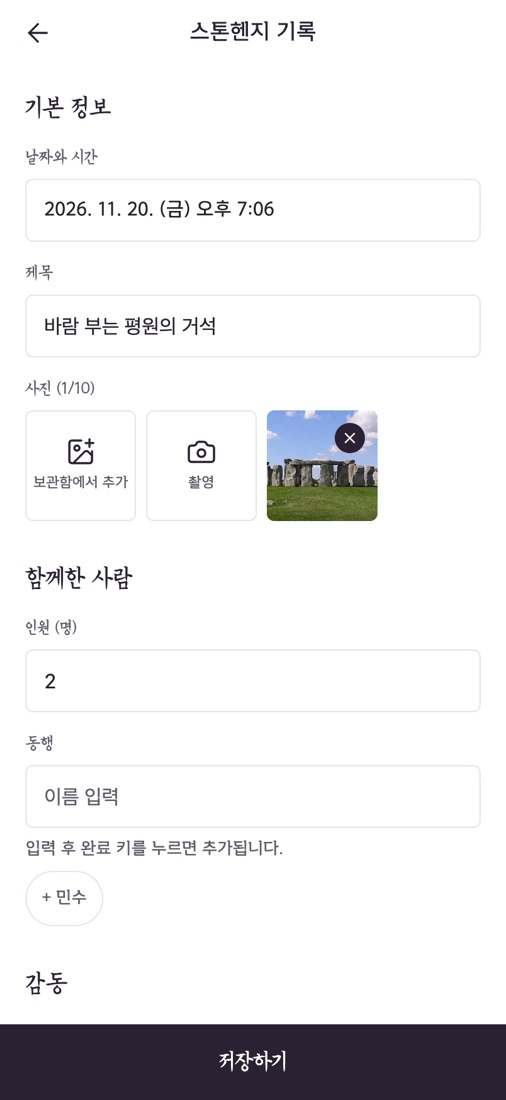 스톤헨지 기록
기본 정보
날짜와 시간
2026. 11. 20. (금) 오후 7:06
제목
바람 부는 평원의 거석
사진 (1/10)
보관함에서 추가
촬영
함께한 사람
인원 (명)
2
동행
이름 입력
입력 후 완료 키를 누르면 추가됩니다.
+ 민수
감동
저장하기